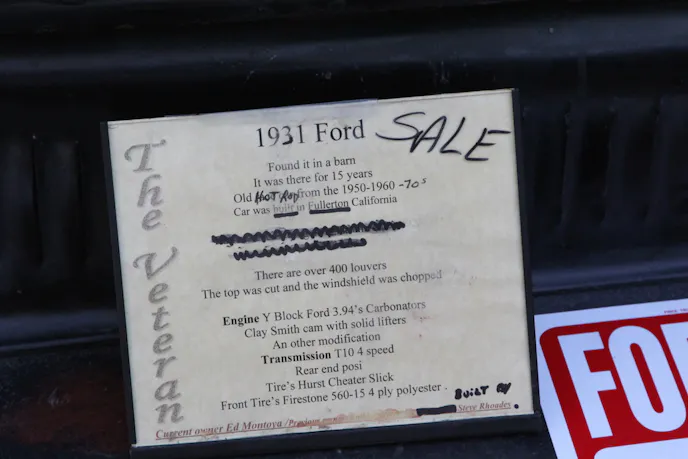 The Veteran
1931 Ford SALE
Found it in a barn
It was there for 15 years
Old HOT ROD from the 1950-1960 -70s
Car was built in Fullerton California
There are over 400 louvers
The top was cut and the windshield was chopped
Engine Y Block Ford 3.94's Carbonators
Clay Smith cam with solid lifters
An other modification
Transmission T10 4 speed
Rear end posi
Tire's Hurst Cheater Slick
Front Tire's Firestone 560-15 4 ply polyester
BUILT BY
Current owner Ed Montoya /Previous Steve Rhoades
FO